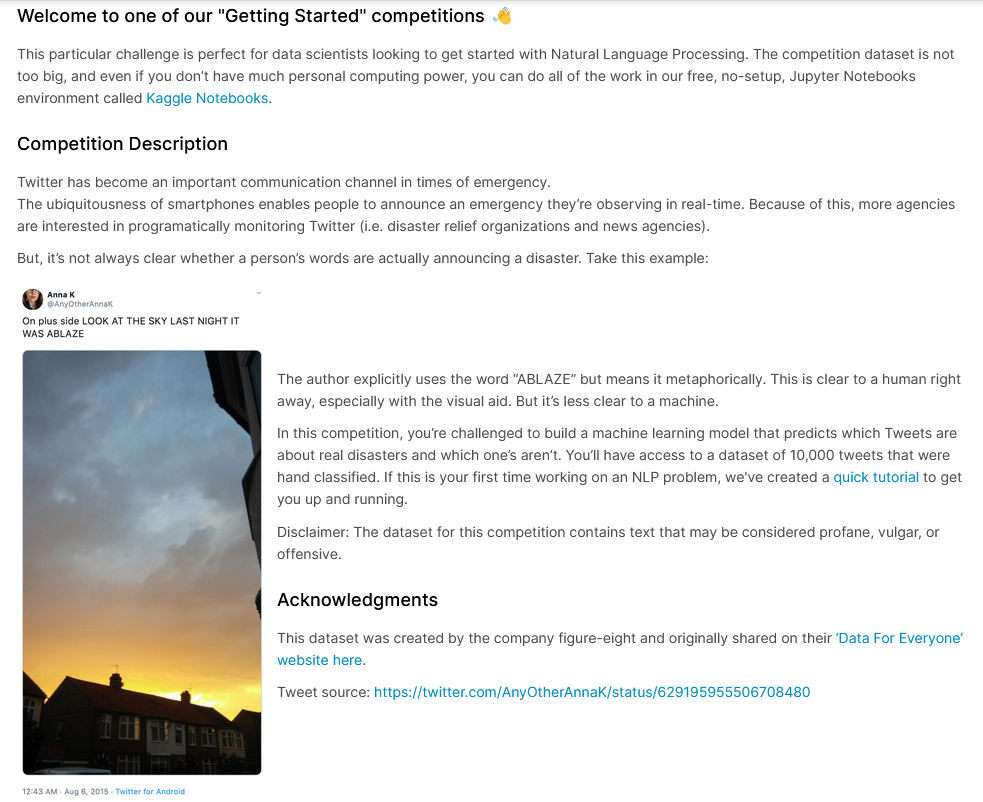 Welcome to one of our "Getting Started" competitions 👋
This particular challenge is perfect for data scientists looking to get started with Natural Language Processing. The competition dataset is not
too big, and even if you don’t have much personal computing power, you can do all of the work in our free, no-setup, Jupyter Notebooks
environment called Kaggle Notebooks.
Competition Description
Twitter has become an important communication channel in times of emergency.
The ubiquitousness of smartphones enables people to announce an emergency they’re observing in real-time. Because of this, more agencies
are interested in programatically monitoring Twitter (i.e. disaster relief organizations and news agencies).
But, it’s not always clear whether a person’s words are actually announcing a disaster. Take this example:
Anna K
@AnyOtherAnnaK
On plus side LOOK AT THE SKY LAST NIGHT IT
WAS ABLAZE
12:43 AM · Aug 6, 2015 · Twitter for Android
The author explicitly uses the word “ABLAZE” but means it metaphorically. This is clear to a human right
away, especially with the visual aid. But it’s less clear to a machine.
In this competition, you’re challenged to build a machine learning model that predicts which Tweets are
about real disasters and which one’s aren’t. You’ll have access to a dataset of 10,000 tweets that were
hand classified. If this is your first time working on an NLP problem, we've created a quick tutorial to get
you up and running.
Disclaimer: The dataset for this competition contains text that may be considered profane, vulgar, or
offensive.
Acknowledgments
This dataset was created by the company figure-eight and originally shared on their ‘Data For Everyone’
website here.
Tweet source: https://twitter.com/AnyOtherAnnaK/status/629195955506708480